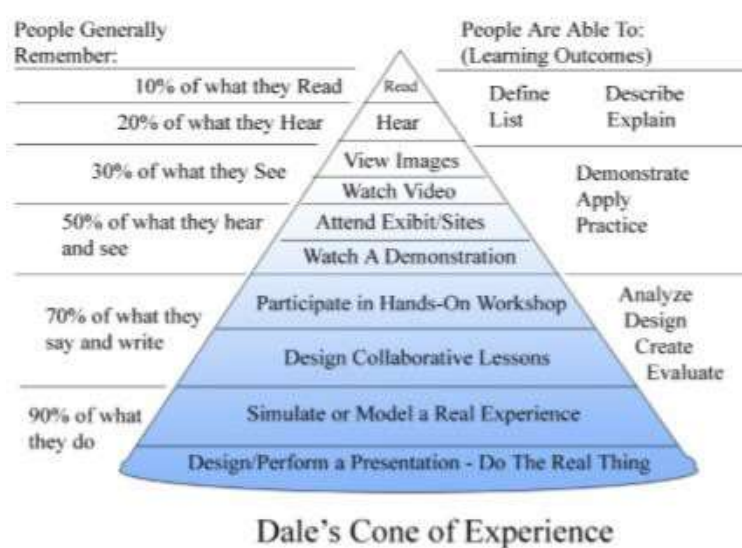 People Generally
Remember:
People Are Able To:
(Learning Outcomes)
10% of what they Read
Read
Define
Describe
List
Explain
20% of what they Hear
Hear
30% of what they See
View Images
Watch Video
Demonstrate
Apply
Practice
50% of what they hear
and see
Attend Exibit/Sites
Watch A Demonstration
70% of what they
say and write
Participate in Hands-On Workshop
Design Collaborative Lessons
Analyze
Design
Create
Evaluate
90% of what
they do
Simulate or Model a Real Experience
Design/Perform a Presentation - Do The Real Thing
Dale's Cone of Experience